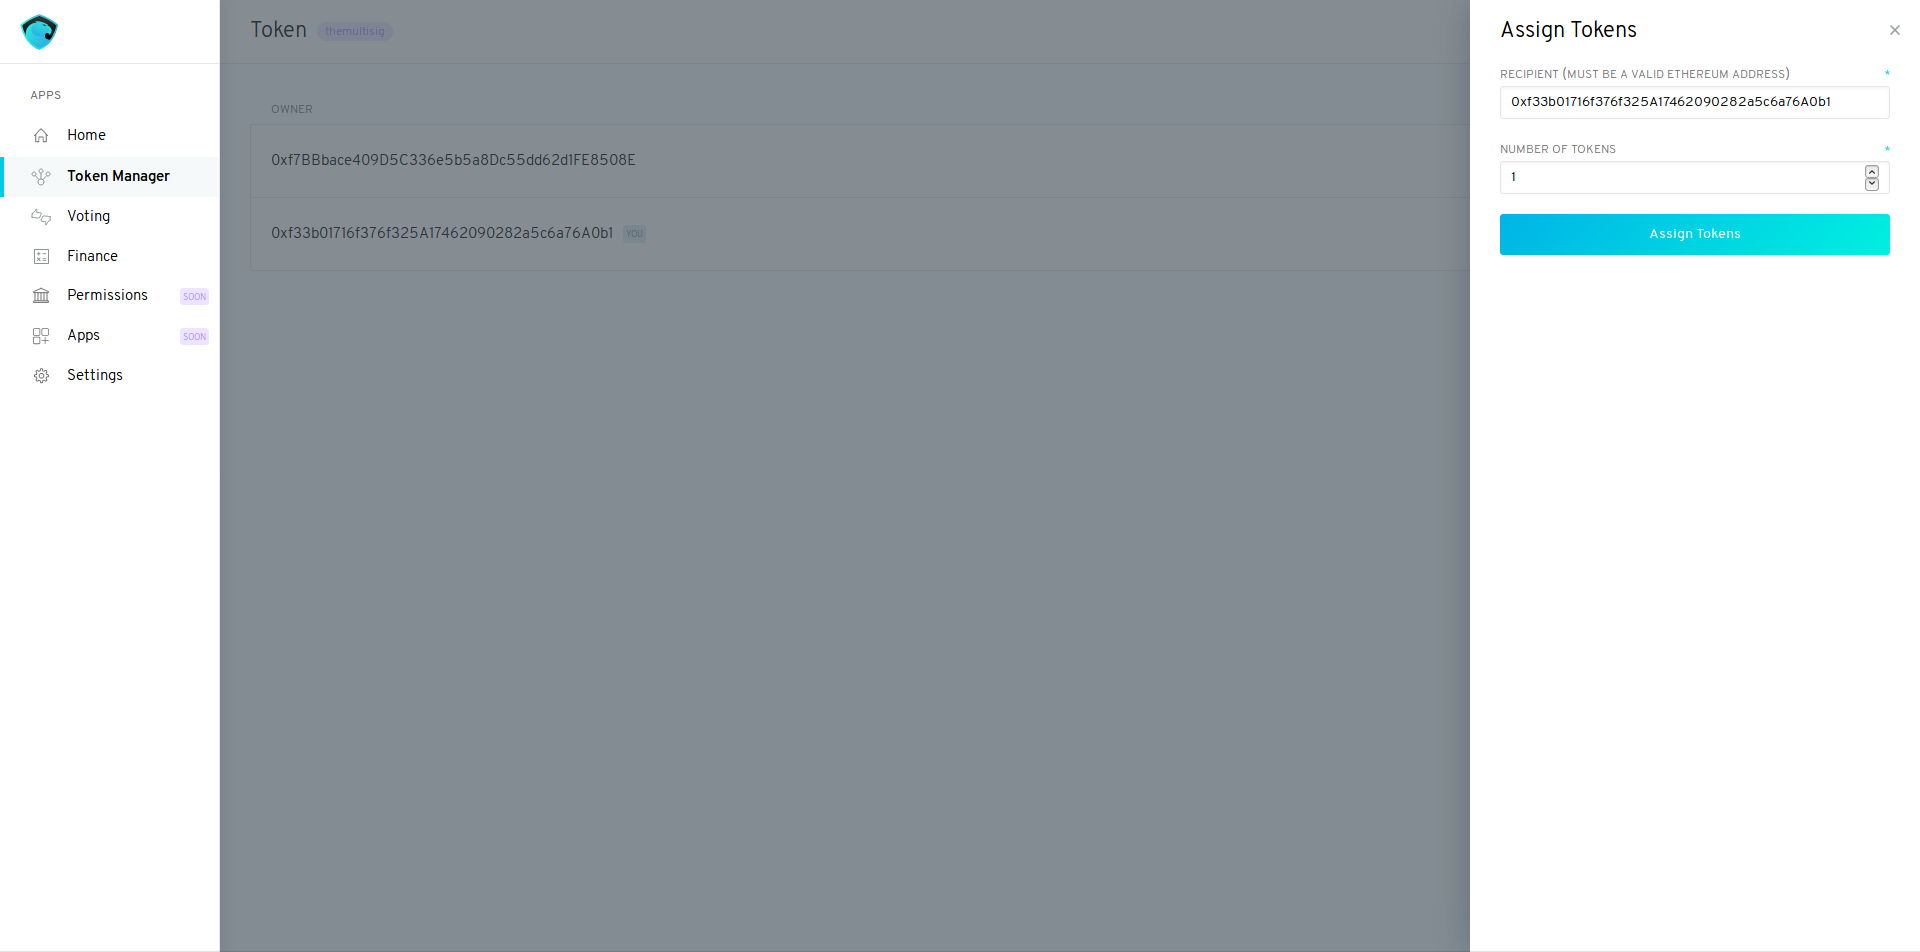 APPS
Home
Token Manager
Voting
Finance
Permissions SOON
Apps SOON
Settings
Token themultisig
OWNER
0xf7BBbace409D5C336e5b5a8Dc55dd62d1FE8508E
0xf33b01716f376f325A17462090282a5c6a76A0b1 YOU
Assign Tokens
RECIPIENT (MUST BE A VALID ETHEREUM ADDRESS) *
0xf33b01716f376f325A17462090282a5c6a76A0b1
NUMBER OF TOKENS *
1
Assign Tokens